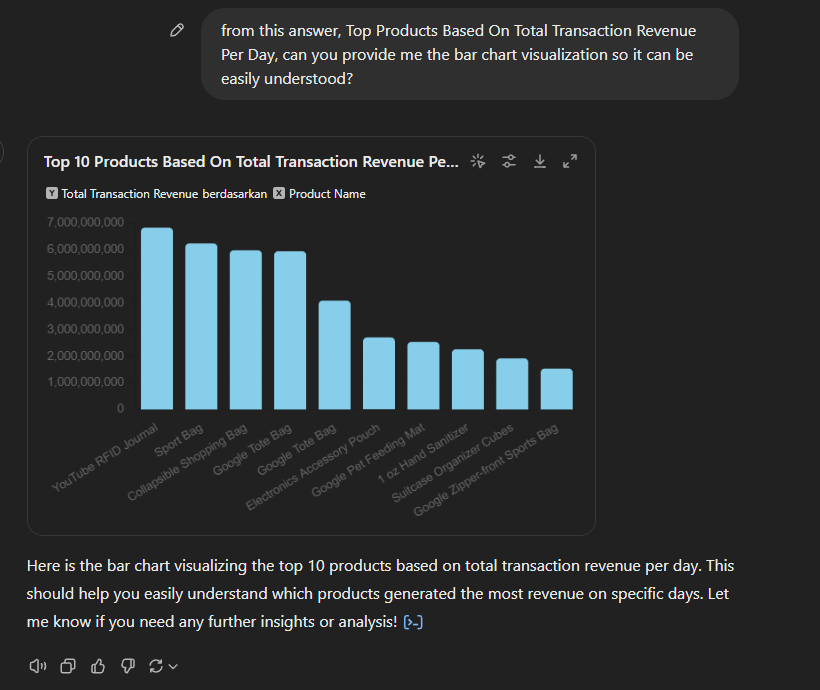 from this answer, Top Products Based On Total Transaction Revenue
Per Day, can you provide me the bar chart visualization so it can be
easily understood?
Top 10 Products Based On Total Transaction Revenue Pe...
Y Total Transaction Revenue berdasarkan X Product Name
7,000,000,000
6,000,000,000
5,000,000,000
4,000,000,000
3,000,000,000
2,000,000,000
1,000,000,000
0
YouTube RFID Journal
Sport Bag
Collapsible Shopping Bag
Google Tote Bag
Google Tote Bag
Electronics Accessory Pouch
Google Pet Feeding Mat
1 oz Hand Sanitizer
Suitcase Organizer Cubes
Google Zipper-front Sports Bag
Here is the bar chart visualizing the top 10 products based on total transaction revenue per day. This
should help you easily understand which products generated the most revenue on specific days. Let
me know if you need any further insights or analysis! [>-]